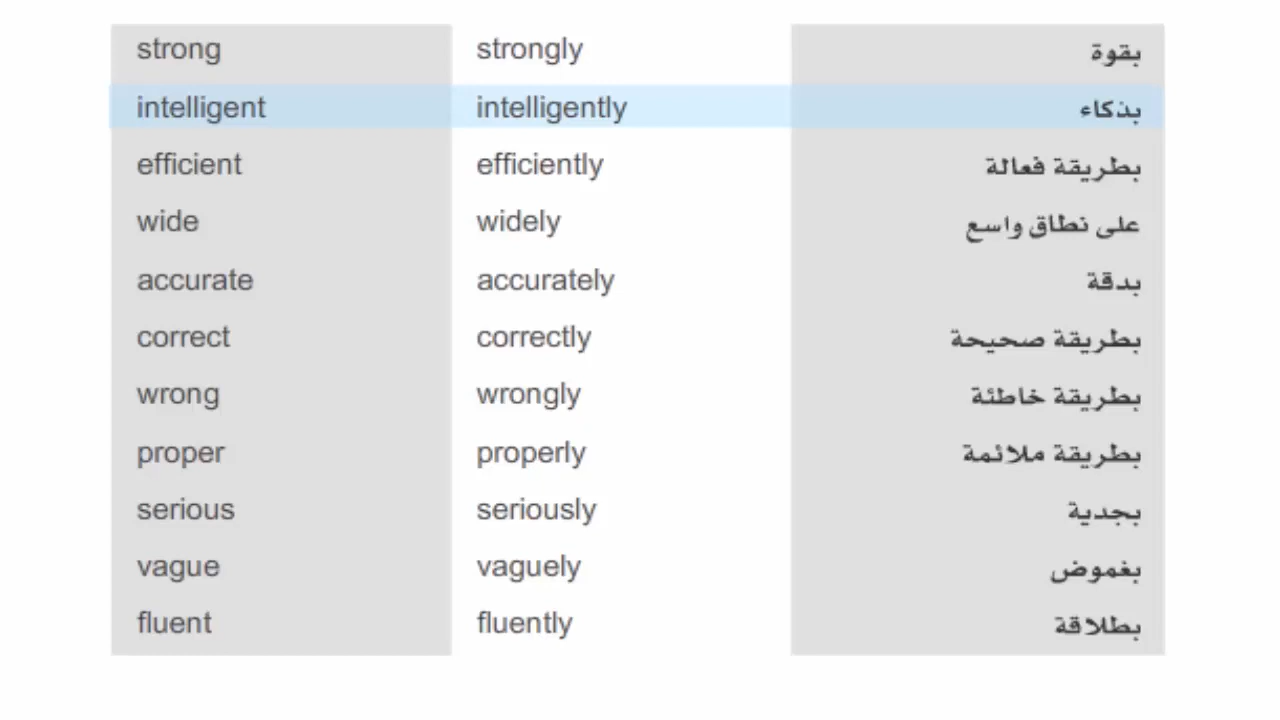 strong strongly بقوة
intelligent intelligently بذكاء
efficient efficiently بطريقة فعالة
wide widely على نطاق واسع
accurate accurately بدقة
correct correctly بطريقة صحيحة
wrong wrongly بطريقة خاطئة
proper properly بطريقة ملائمة
serious seriously بجدية
vague vaguely بغموض
fluent fluently بطلاقة